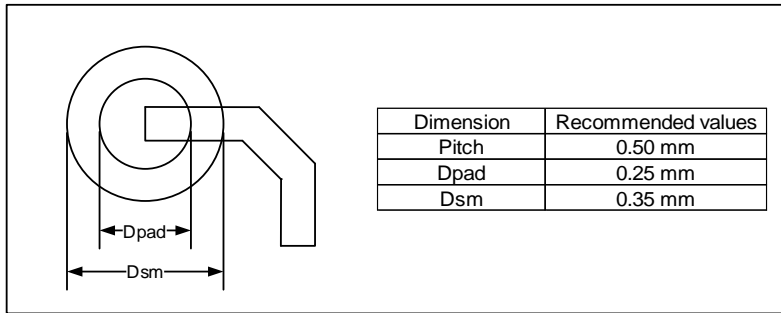 Dimension Recommended values
Pitch 0.50 mm
Dpad 0.25 mm
Dsm 0.35 mm
Dpad
Dsm